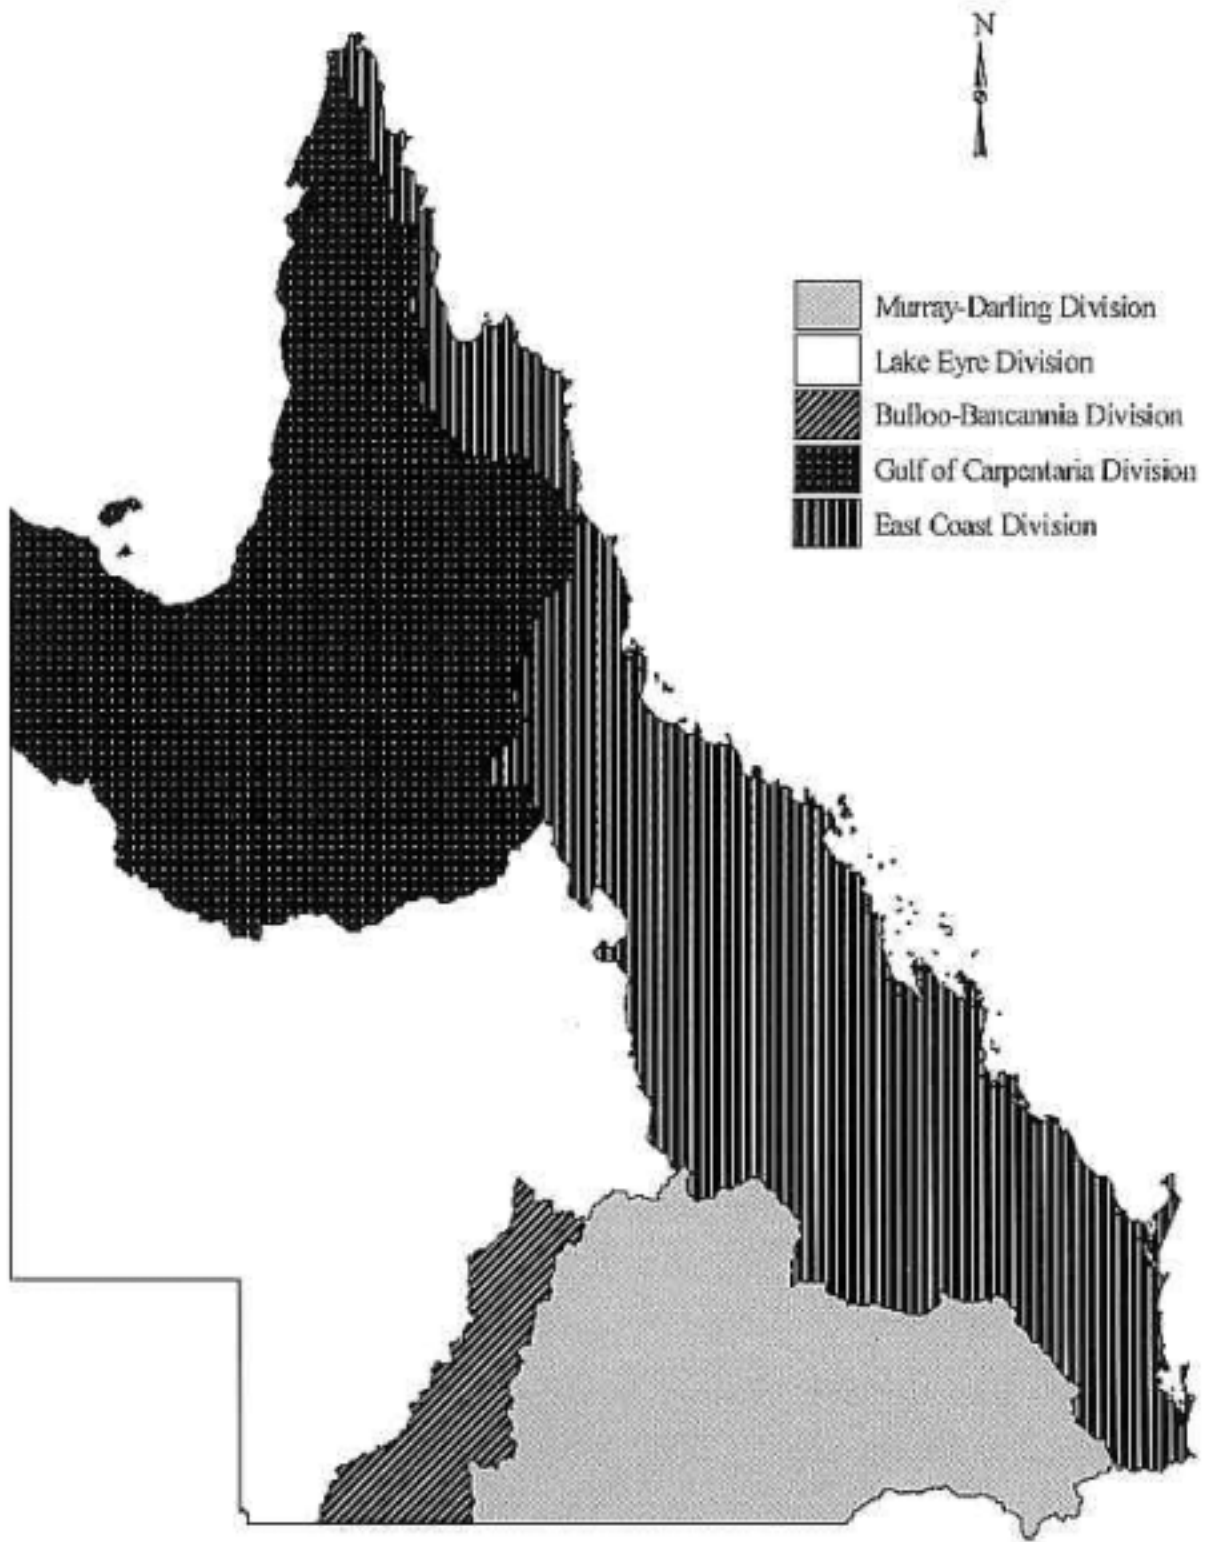 N
Murray-Darling Division
Lake Eyre Division
Bulloo-Bancannia Division
Gulf of Carpentaria Division
East Coast Division